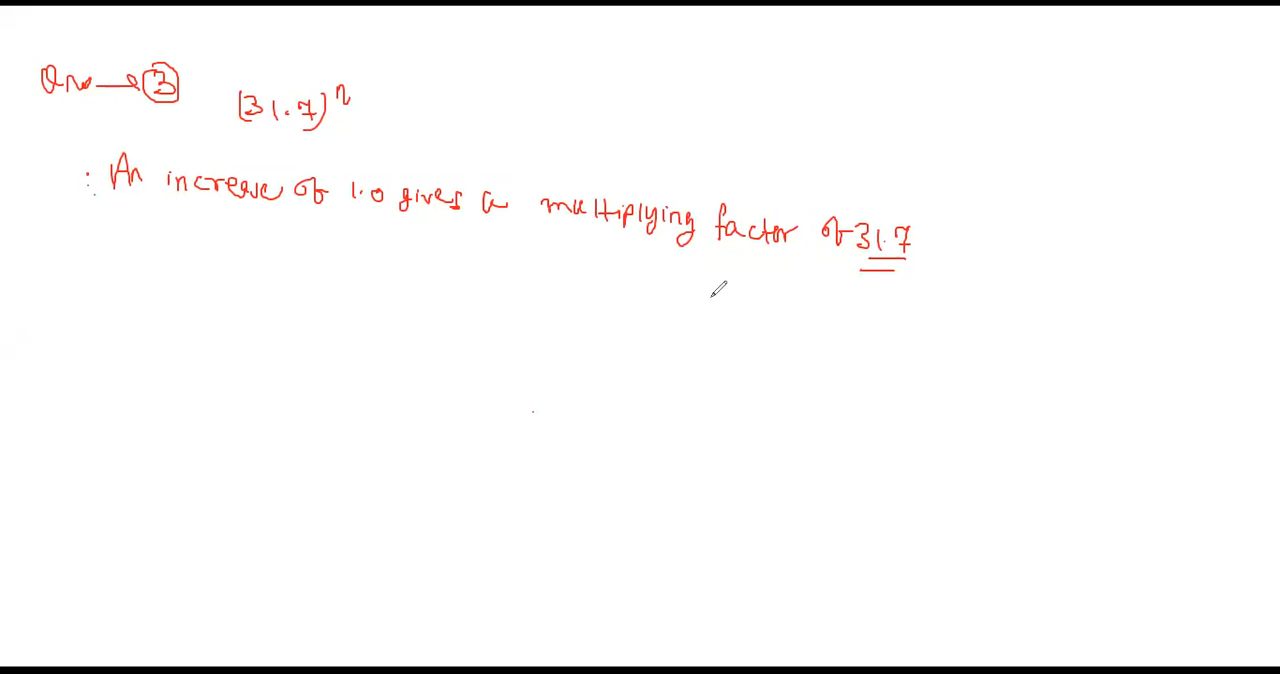 Ans → 3
(31.7)^n
∴ An increase of 1.0 gives a multiplying factor of 31.7